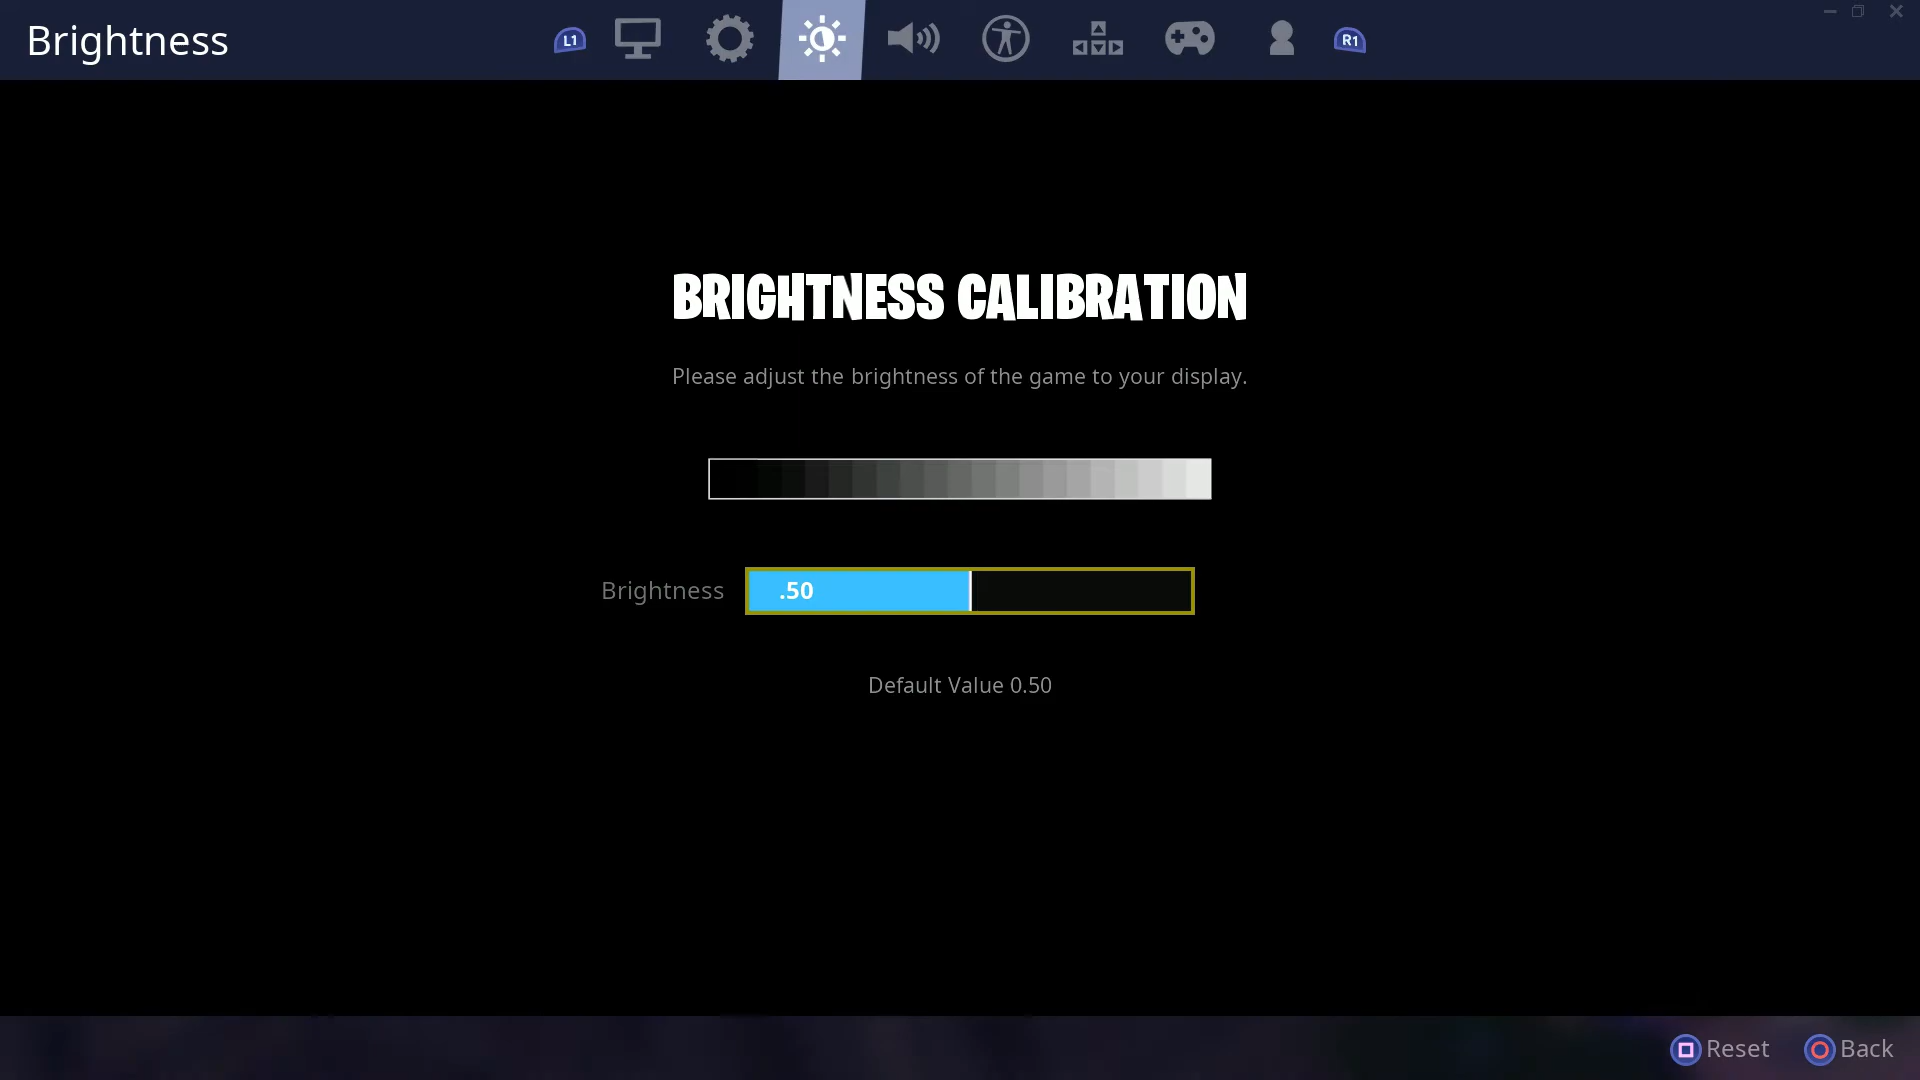 Brightness
L1
R1
BRIGHTNESS CALIBRATION
Please adjust the brightness of the game to your display.
Brightness .50
Default Value 0.50
Reset
Back